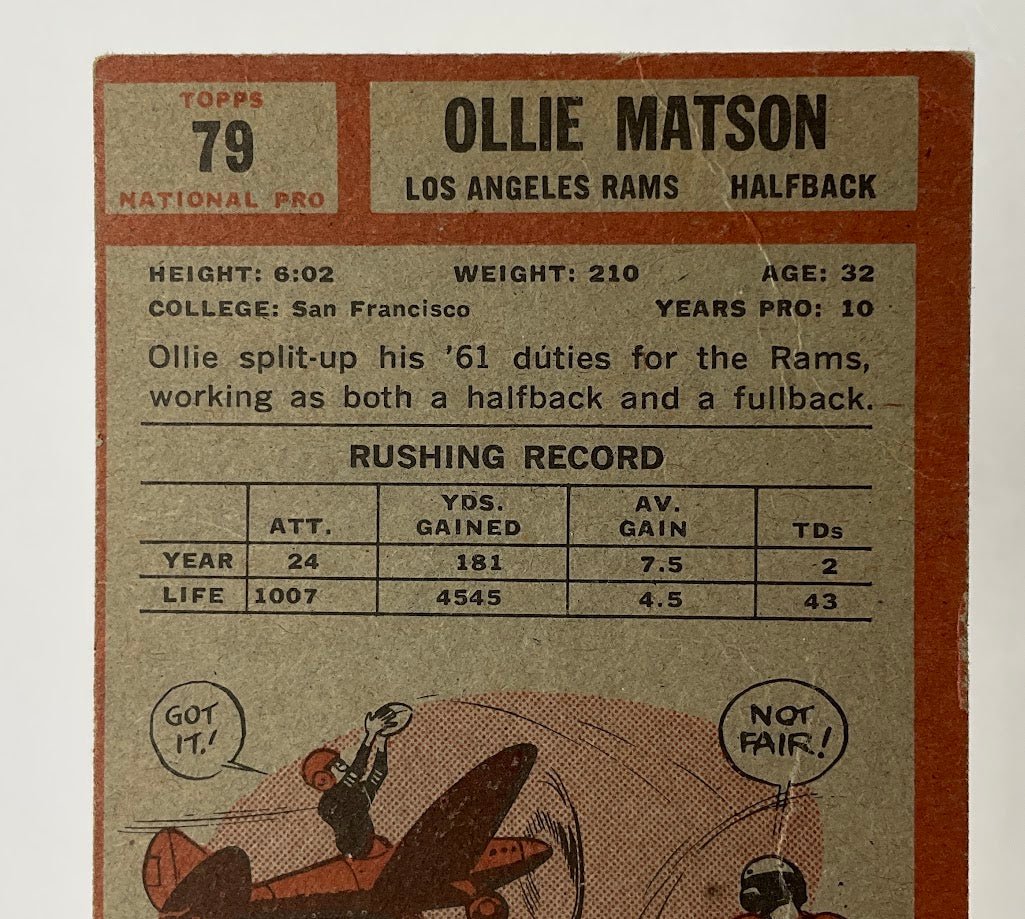 TOPPS
79
NATIONAL PRO
OLLIE MATSON
LOS ANGELES RAMS HALFBACK
HEIGHT: 6:02 WEIGHT: 210 AGE: 32
COLLEGE: San Francisco YEARS PRO: 10
Ollie split-up his '61 duties for the Rams,
working as both a halfback and a fullback.
RUSHING RECORD
ATT. YDS. GAINED AV. GAIN TDs
YEAR 24 181 7.5 2
LIFE 1007 4545 4.5 43
GOT
IT!
NOT
FAIR!